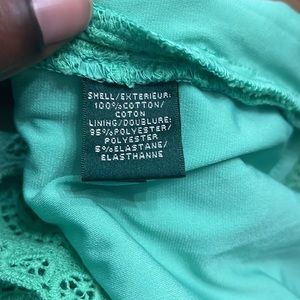 SHELL/EXTERIEUR:
100%COTTON/
COTON
LINING/DOUBLURE:
95%POLYESTER/
POLYESTER
5%ELASTANE/
ELASTHANNE